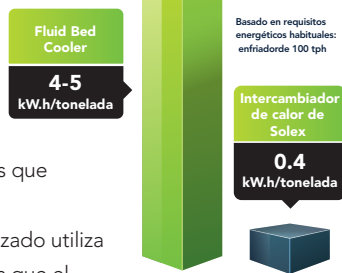 Fluid Bed
Cooler
4-5
kW.h/tonelada
Basado en requisitos
energéticos habituales:
enfriadorde 100 tph
Intercambiador
de calor de
Solex
0.4
kW.h/tonelada
s que
zado utiliza
s que el